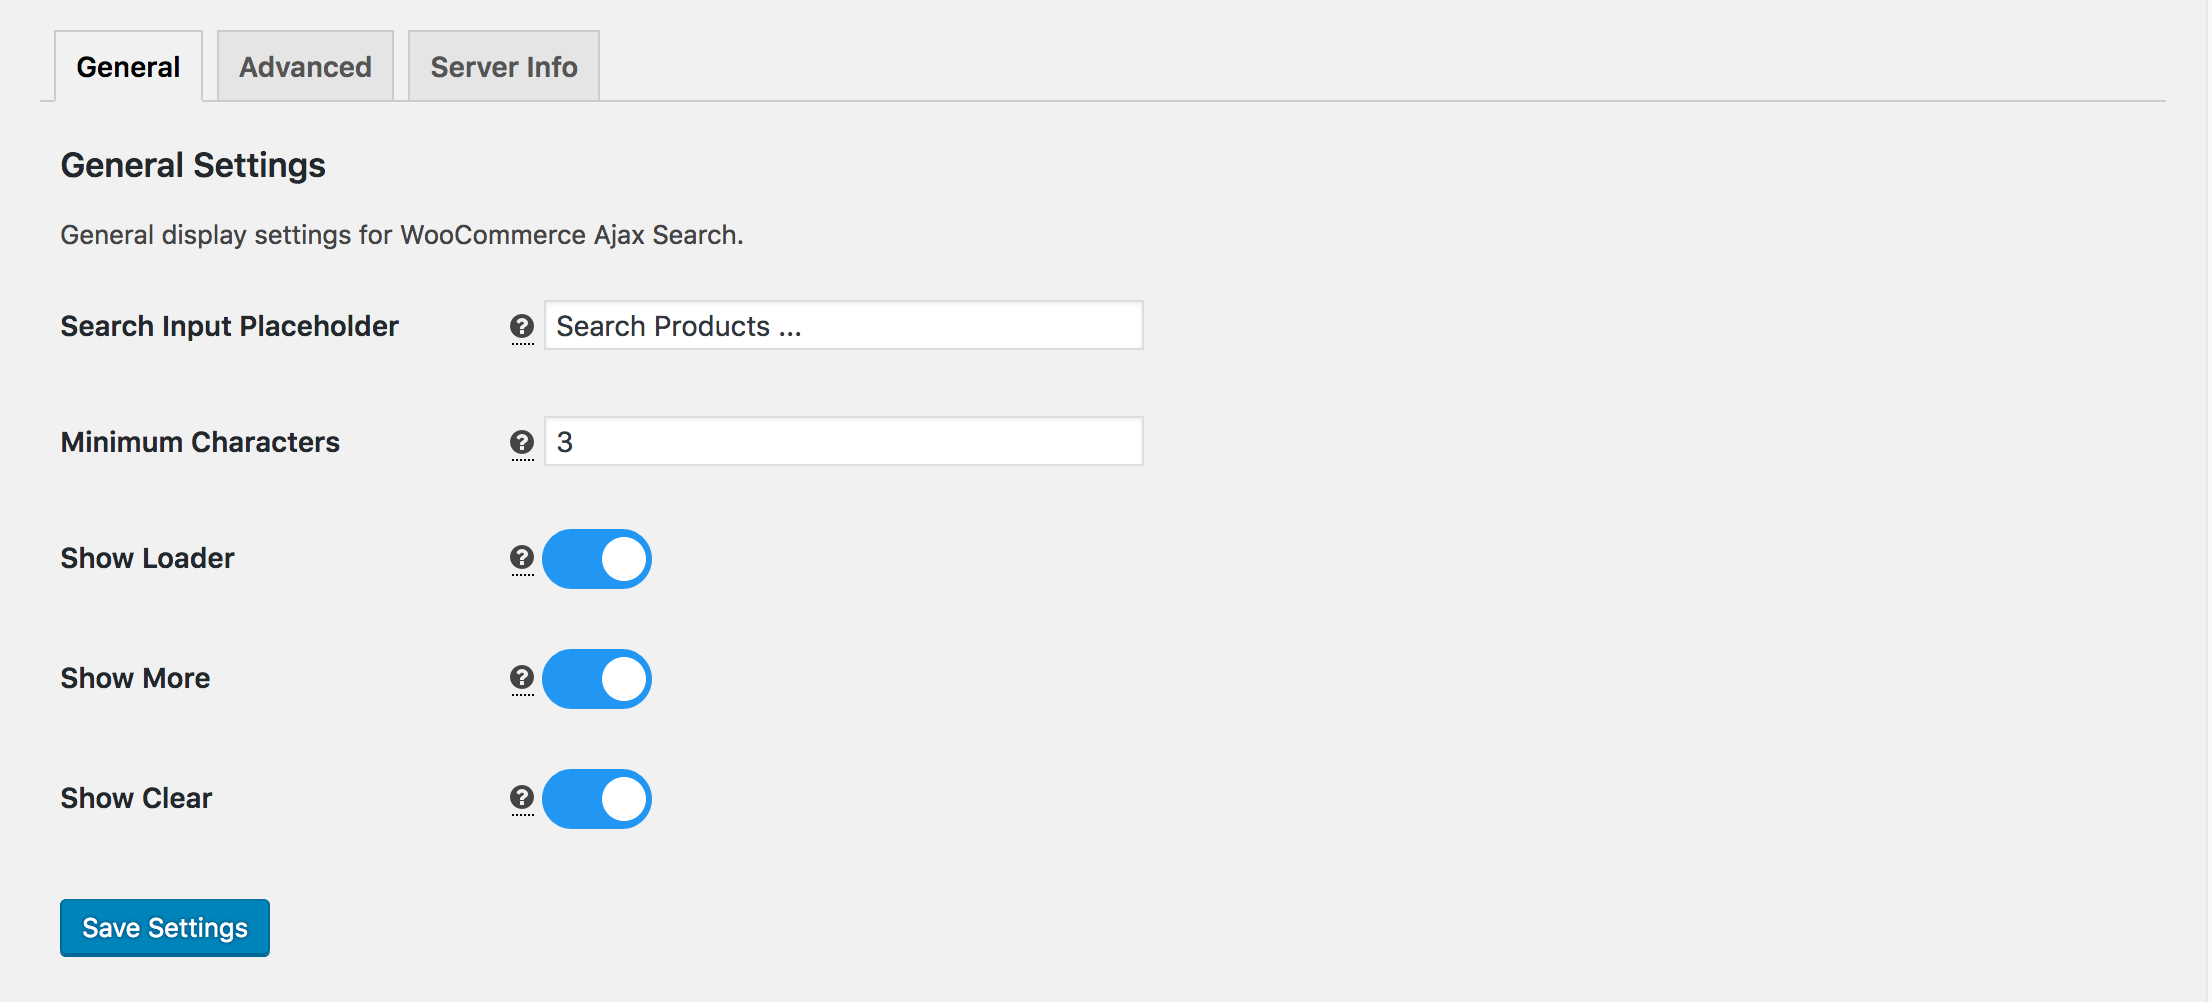 General Advanced Server Info
General Settings
General display settings for WooCommerce Ajax Search.
Search Input Placeholder ? Search Products ...
Minimum Characters ? 3
Show Loader ?
Show More ?
Show Clear ?
Save Settings